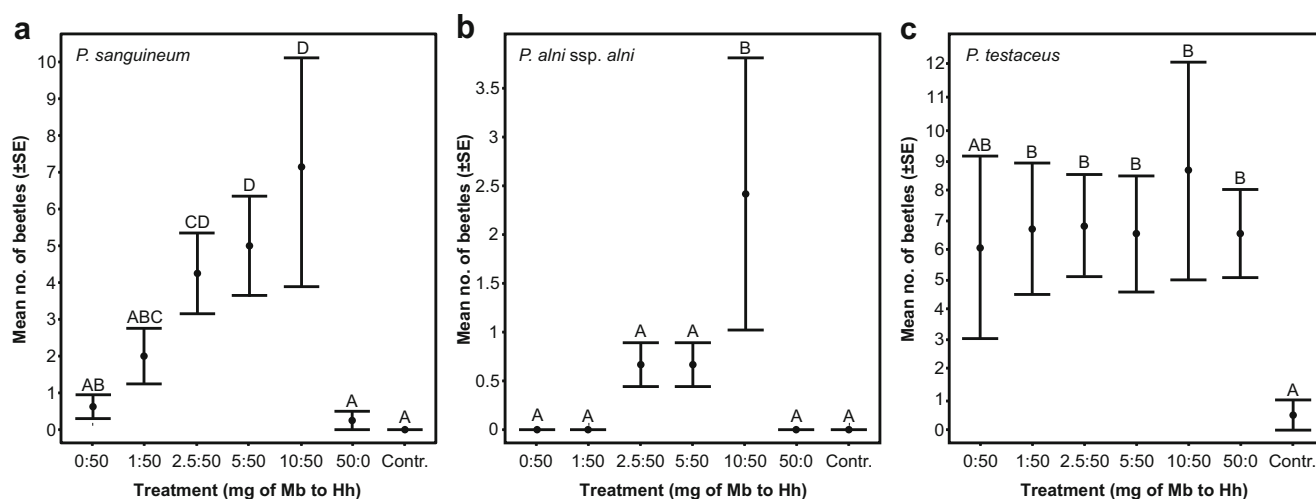 a
P. sanguineum
Mean no. of beetles (±SE)
10
9
8
7
6
5
4
3
2
1
0
AB
ABC
CD
D
D
A
A
0:50 1:50 2.5:50 5:50 10:50 50:0 Contr.
Treatment (mg of Mb to Hh)
b
P. alni ssp. alni
Mean no. of beetles (±SE)
3.5
3
2.5
2
1.5
1
0.5
0
A
A
A
A
B
A
A
0:50 1:50 2.5:50 5:50 10:50 50:0 Contr.
Treatment (mg of Mb to Hh)
c
P. testaceus
Mean no. of beetles (±SE)
12
11
10
9
8
7
6
5
4
3
2
1
0
AB
B
B
B
B
B
A
0:50 1:50 2.5:50 5:50 10:50 50:0 Contr.
Treatment (mg of Mb to Hh)